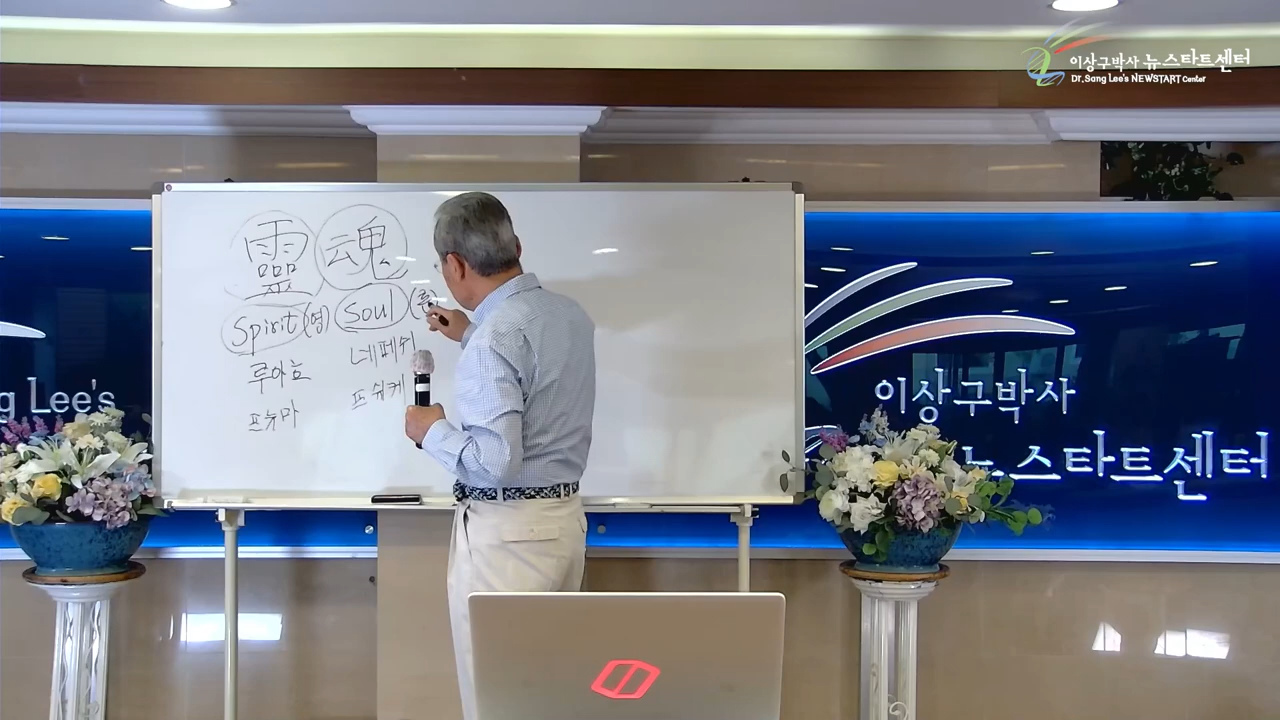 이상구박사 뉴스타트센터
Dr. Sang Lee's NEWSTART Center
靈魂
Spirit (영) Soul
루아흐 네페쉬
프뉴마 프쉬케
g Lee's
이상구박사
뉴스타트센터